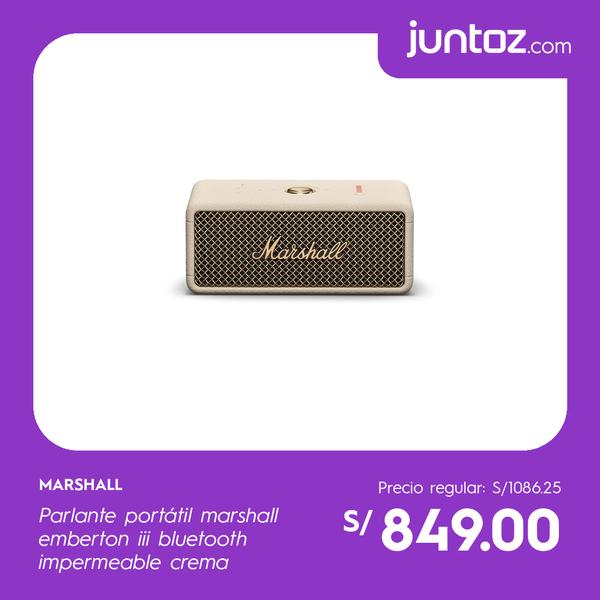 juntoz.com
Marshall
MARSHALL
Parlante portátil marshall
emberton iii bluetooth
impermeable crema
Precio regular: S/1086.25
S/849.00